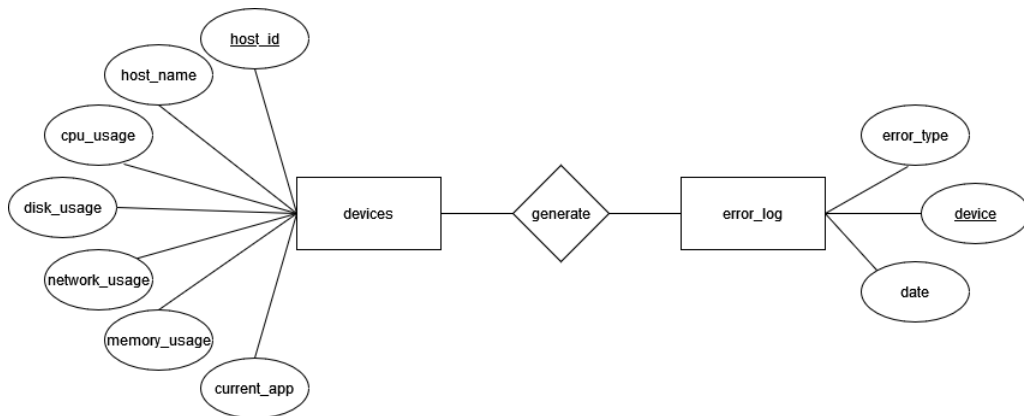 host_id
host_name
cpu_usage
disk_usage
network_usage
memory_usage
current_app
devices
generate
error_log
error_type
device
date